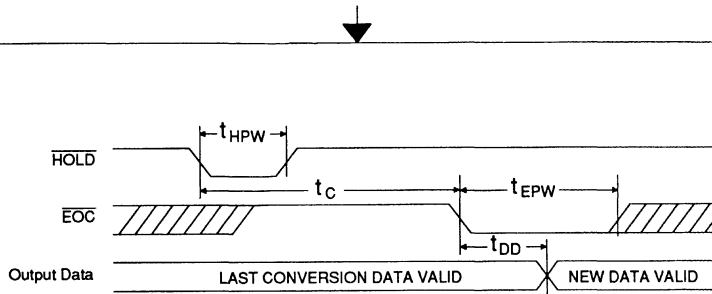 tHPW
HOLD
tC
tEPW
EOC
tDD
Output Data
LAST CONVERSION DATA VALID
NEW DATA VALID